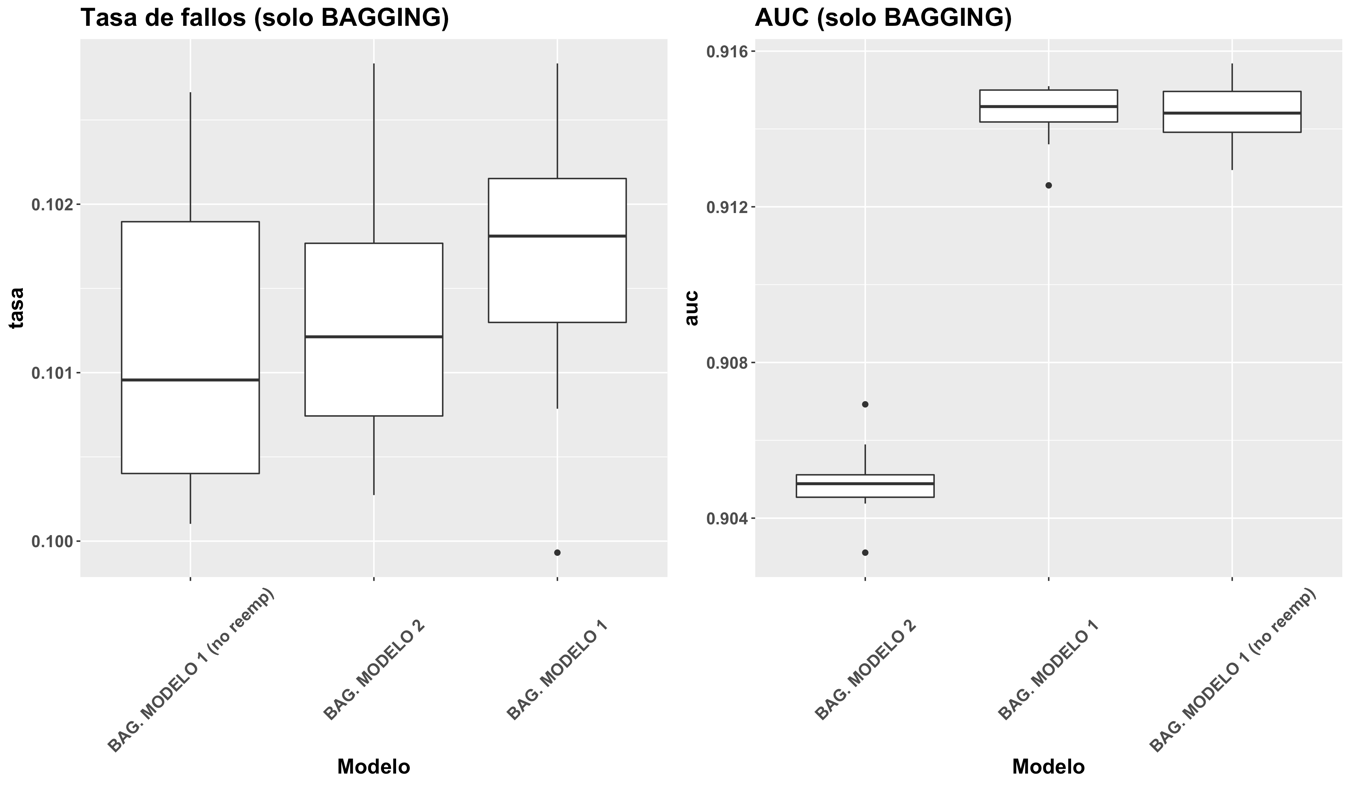 Tasa de fallos (solo BAGGING)
tasa
0.102
0.101
0.100
BAG. MODELO 1 (no reemp)
BAG. MODELO 2
BAG. MODELO 1
Modelo
AUC (solo BAGGING)
auc
0.916
0.912
0.908
0.904
BAG. MODELO 2
BAG. MODELO 1
BAG. MODELO 1 (no reemp)
Modelo